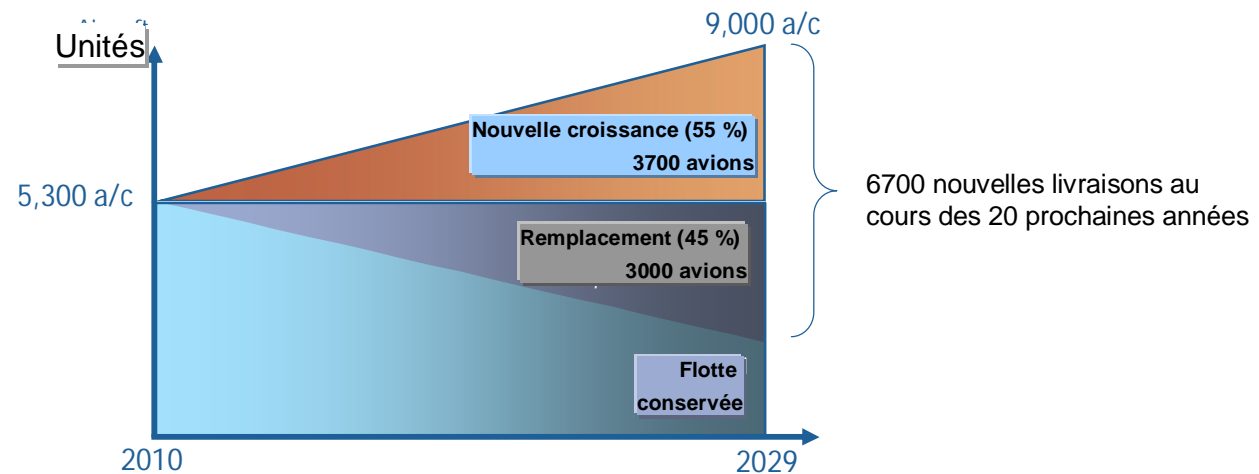 9,000 a/c
Unités
Nouvelle croissance (55 %)
3700 avions
5,300 a/c
6700 nouvelles livraisons au
cours des 20 prochaines années
Remplacement (45 %)
3000 avions
Flotte
conservée
2010
2029